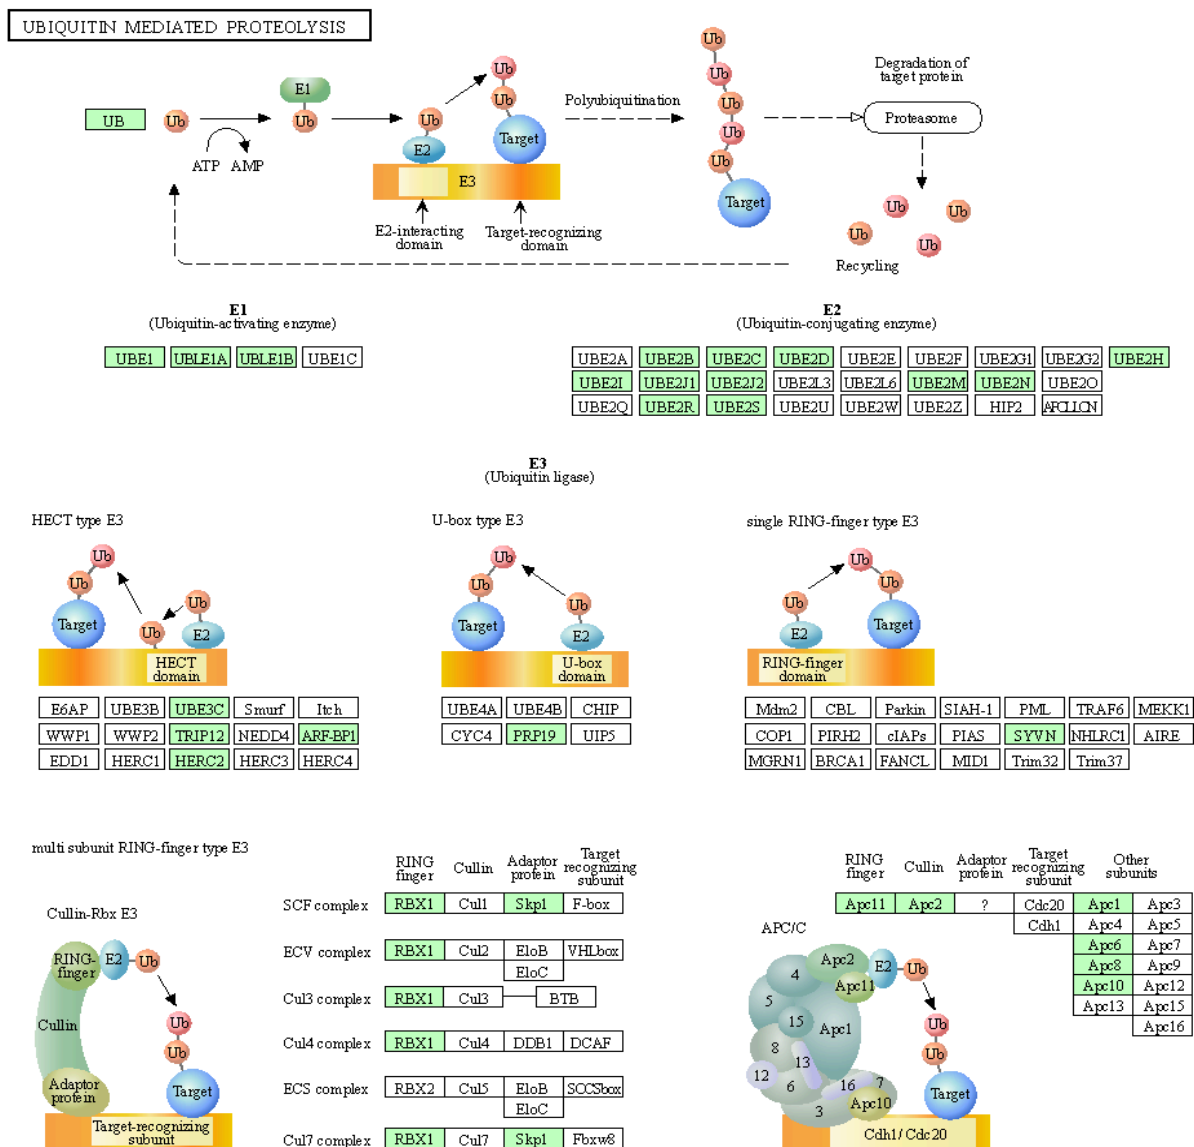 UBIQUITIN MEDIATED PROTEOLYSIS
UB
Ub
ATP AMP
E1
Ub
Ub
E2
Ub
Ub
Target
E3
E2-interacting
domain
Target-recognizing
domain
Polyubiquitination
Ub
Ub
Ub
Ub
Ub
Target
Degradation of
target protein
Proteasome
Ub
Ub
Ub
Ub
Recycling
E1
(Ubiquitin-activating enzyme)
UBE1 UBLE1A UBLE1B UBE1C
E2
(Ubiquitin-conjugating enzyme)
UBE2A UBE2B UBE2C UBE2D UBE2E UBE2F UBE2G1 UBE2G2 UBE2H
UBE2I UBE2J1 UBE2J2 UBE2L3 UBE2L6 UBE2M UBE2N UBE2O
UBE2Q UBE2R UBE2S UBE2U UBE2W UBE2Z HIP2 APCLLCN
E3
(Ubiquitin ligase)
HECT type E3
Ub
Ub
Target
Ub
Ub
E2
HECT
domain
E6AP UBE3B UBE3C Smurf Itch
WWP1 WWP2 TRIP12 NEDD4 ARF-BP1
EDD1 HERC1 HERC2 HERC3 HERC4
U-box type E3
Ub
Ub
Target
Ub
E2
U-box
domain
UBE4A UBE4B CHIP
CYC4 PRP19 UIP5
single RING-finger type E3
Ub
E2
Ub
Ub
Target
RING-finger
domain
Mdm2 CBL Parkin SIAH-1 PML TRAF6 MEKK1
COP1 PIRH2 cIAPs PIAS SYVN NHLRC1 AIRE
MGRN1 BRCA1 FANCL MID1 Trim32 Trim37
multi subunit RING-finger type E3
Cullin-Rbx E3
RING-
finger
E2
Ub
Cullin
Ub
Ub
Adaptor
protein
Target
Target-recognizing
subunit
RING
finger
Cullin
Adaptor
protein
Target
recognizing
subunit
SCF complex RBX1 Cul1 Skp1 F-box
ECV complex RBX1 Cul2 EloB VHLbox
EloC
Cul3 complex RBX1 Cul3 BTB
Cul4 complex RBX1 Cul4 DDB1 DCAF
ECS complex RBX2 Cul5 EloB SOCSbox
EloC
Cul7 complex RBX1 Cul7 Skp1 Fbxw8
RING
finger
Cullin
Adaptor
protein
Target
recognizing
subunit
Other
subunits
Apc11 Apc2 ? Cdc20 Apc1 Apc3
Cdh1 Apc4 Apc5
Apc6 Apc7
Apc8 Apc9
Apc10 Apc12
Apc13 Apc15
Apc16
APC/C
Apc2
E2
Ub
4
Apc11
5
15
Apc1
8
13
12
6
16
7
3
Apc10
Ub
Ub
Target
Cdh1/Cdc20